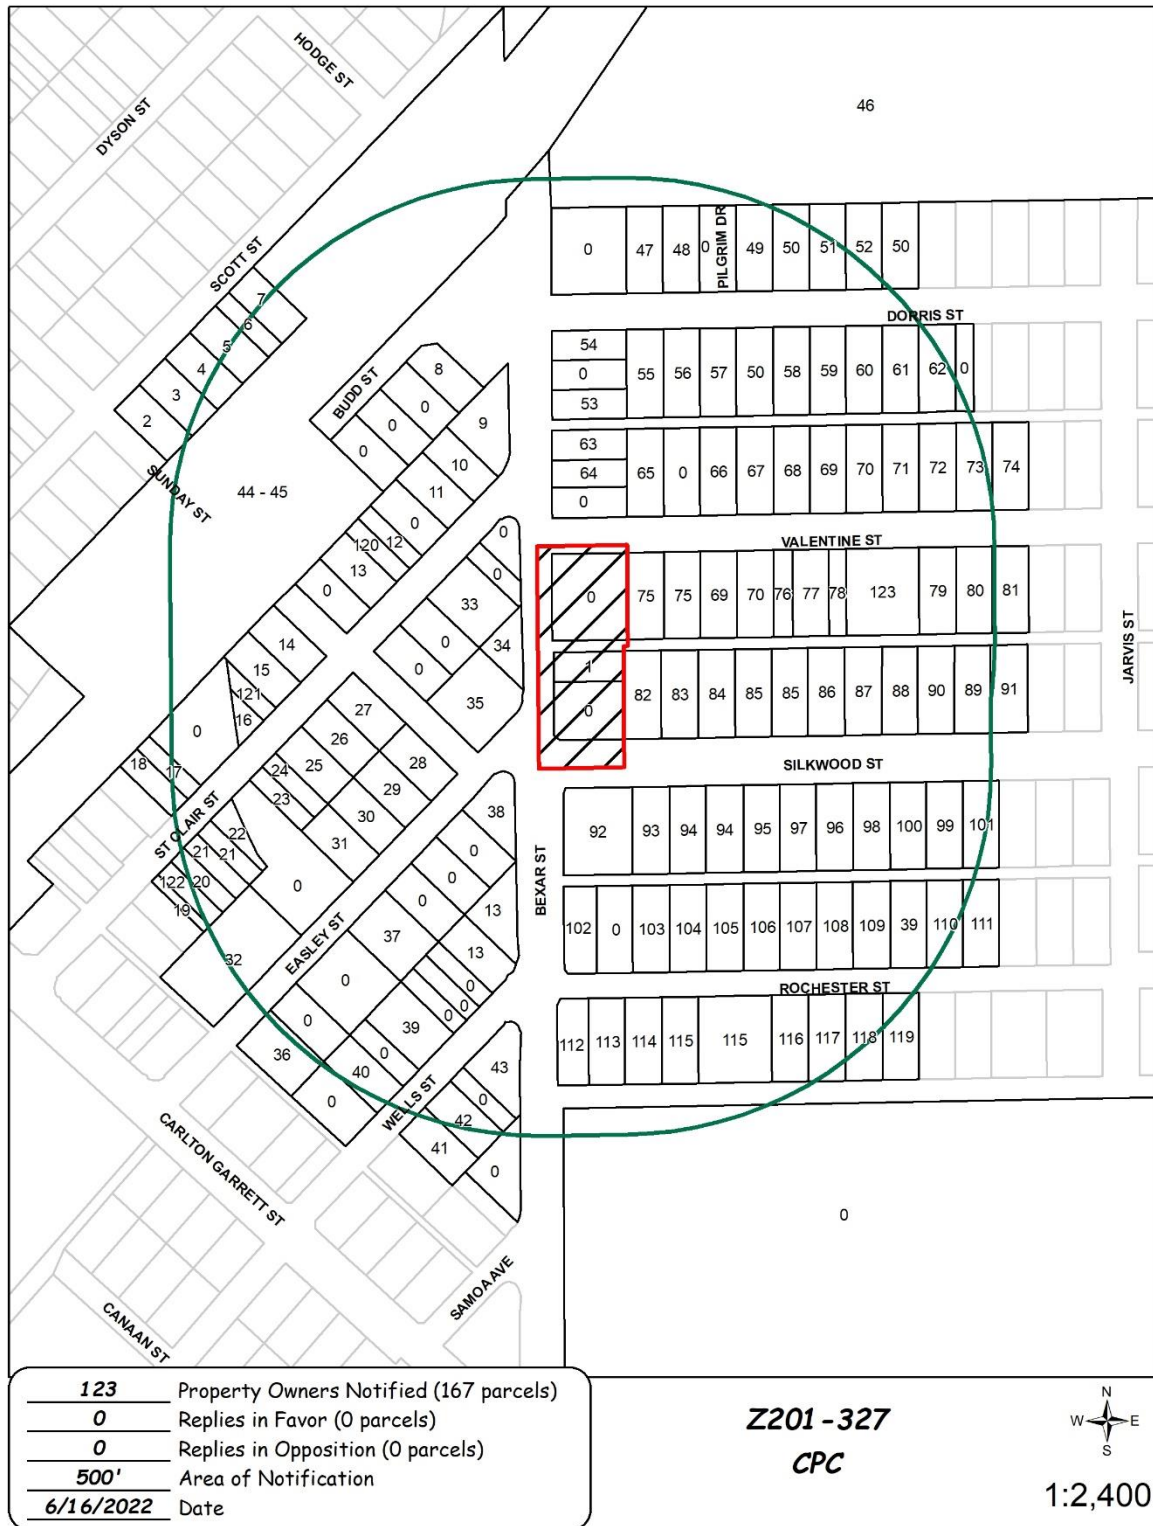 HODGE ST
DYSON ST
46
SCOTT ST
0 47 48 0 PILGRIM DR 49 50 51 52 50
7
6
5
4
3
2
DORRIS ST
54
0
53
55 56 57 50 58 59 60 61 62 0
BUDD ST
8
0
0
0
9
10
11
0
12
120
13
0
14
15
121
16
0
17
18
SUNDAY ST
44 - 45
63
64
0
65 0 66 67 68 69 70 71 72 73 74
VALENTINE ST
0
0
33
34
0
0
35
0 75 75 69 70 76 77 78 123 79 80 81
JARVIS ST
1
0
82 83 84 85 85 86 87 88 90 89 91
27
26
25
24
23
28
29
30
31
0
SILKWOOD ST
ST CLAIR ST
22
21
21
20
122
19
32
38
0
0
0
37
0
0
36
BEXAR ST
92 93 94 94 95 97 96 98 100 99 101
EASLEY ST
13
13
0
0
0
39
0
40
0
102 0 103 104 105 106 107 108 109 39 110 111
ROCHESTER ST
112 113 114 115 115 116 117 118 119
WELLS ST
43
0
42
41
0
CARLTON GARRETT ST
0
SAMOA AVE
CANAAN ST
123 Property Owners Notified (167 parcels)
0 Replies in Favor (0 parcels)
0 Replies in Opposition (0 parcels)
500' Area of Notification
6/16/2022 Date
Z201-327
CPC
N
W E
S
1:2,400